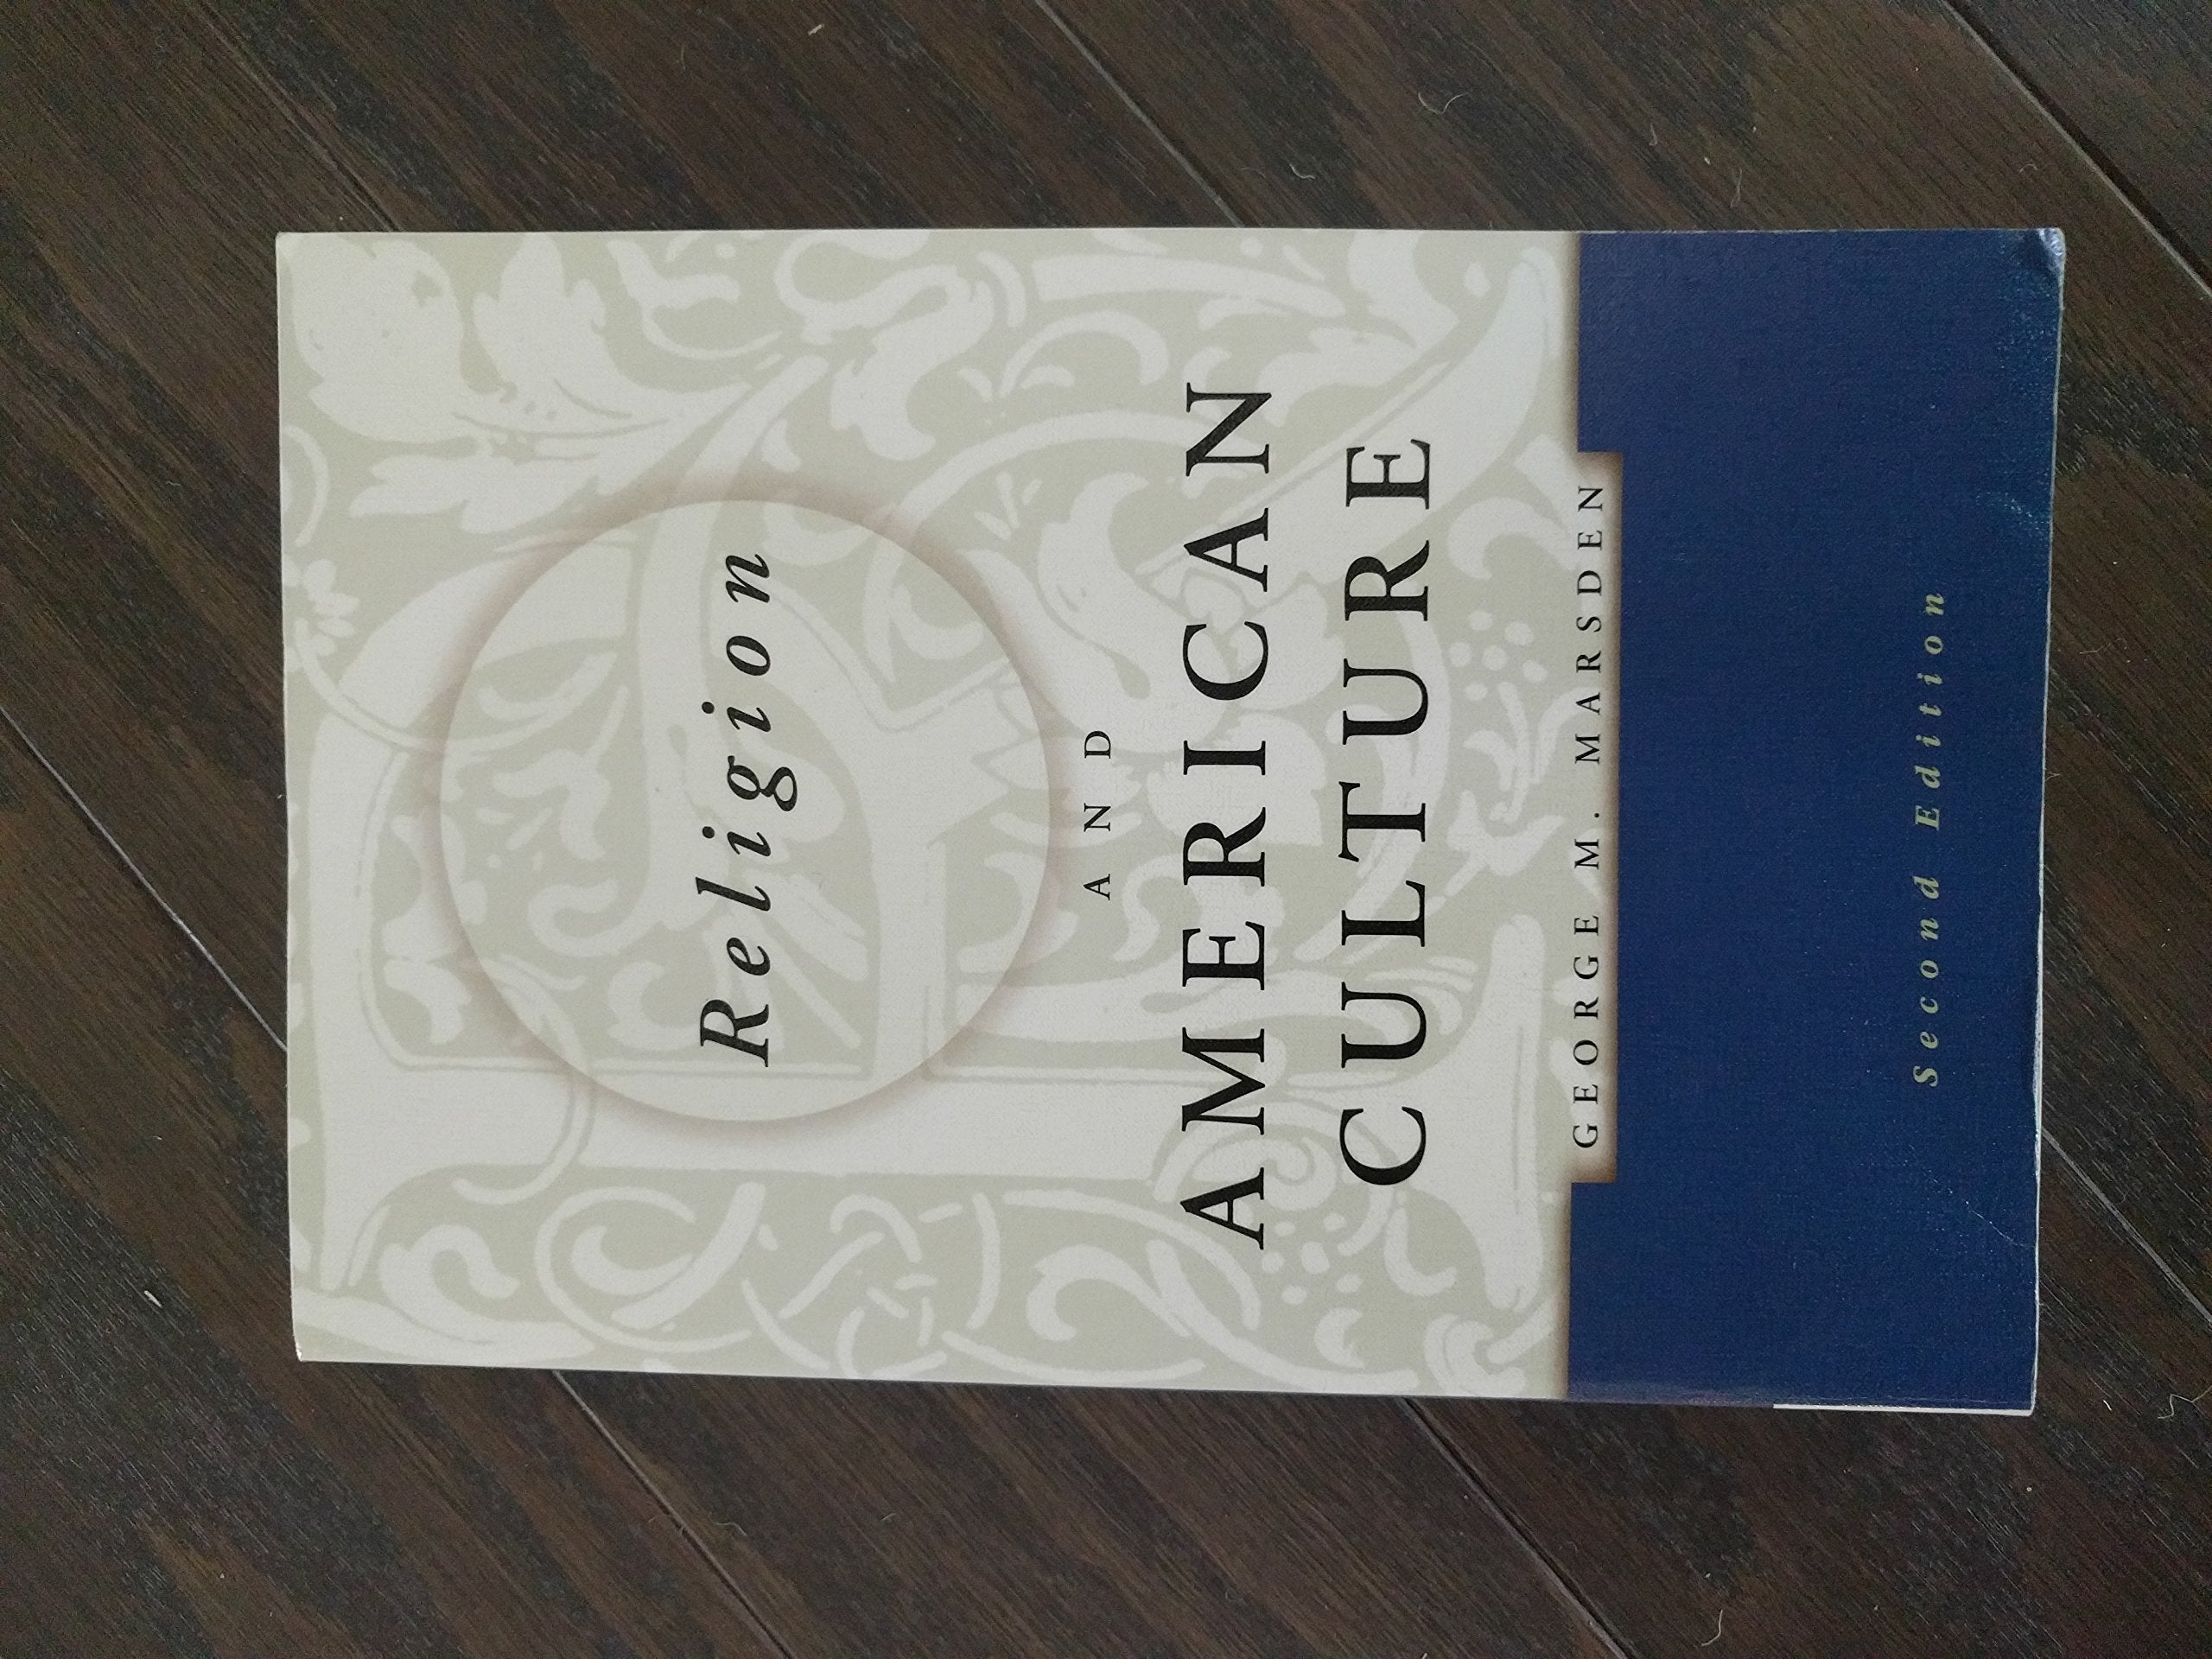 Religion
AND
AMERICAN
CULTURE
GEORGE M. MARSDEN
Second Edition